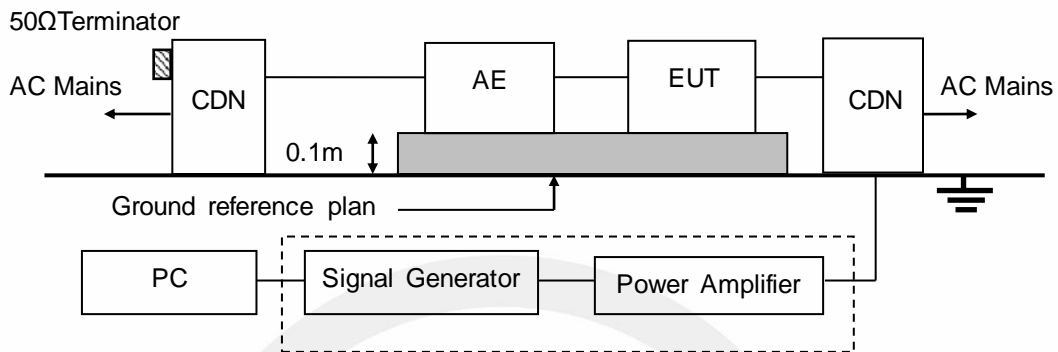 50ΩTerminator
AC Mains
CDN
AE
EUT
CDN
AC Mains
0.1m
Ground reference plan
PC
Signal Generator
Power Amplifier